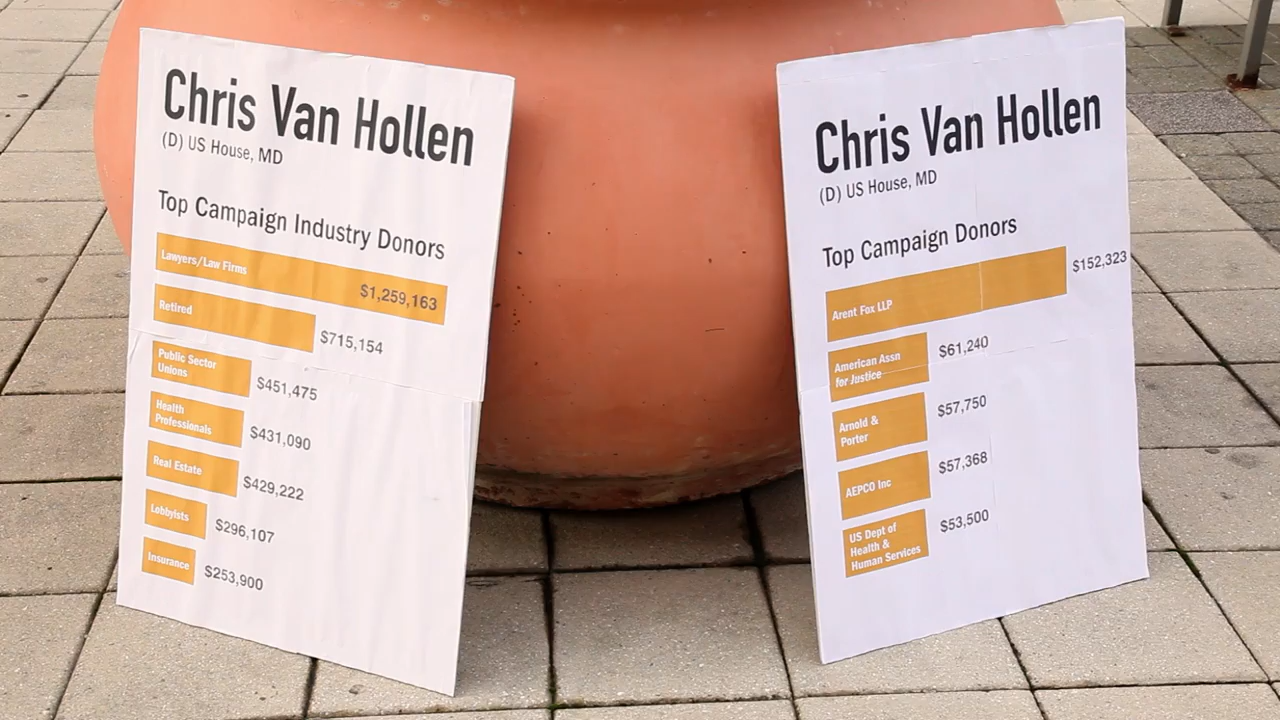 Chris Van Hollen
(D) US House, MD
Top Campaign Industry Donors
Lawyers/Law Firms
$1,259,163
Retired
$715,154
Public Sector
Unions
$451,475
Health
Professionals
$431,090
Real Estate
$429,222
Lobbyists
$296,107
Insurance
$253,900
Chris Van Hollen
(D) US House, MD
Top Campaign Donors
Arent Fox LLP
$152,323
American Assn
for Justice
$61,240
Arnold &
Porter
$57,750
AEPCO Inc
$57,368
US Dept of
Health &
Human Services
$53,500